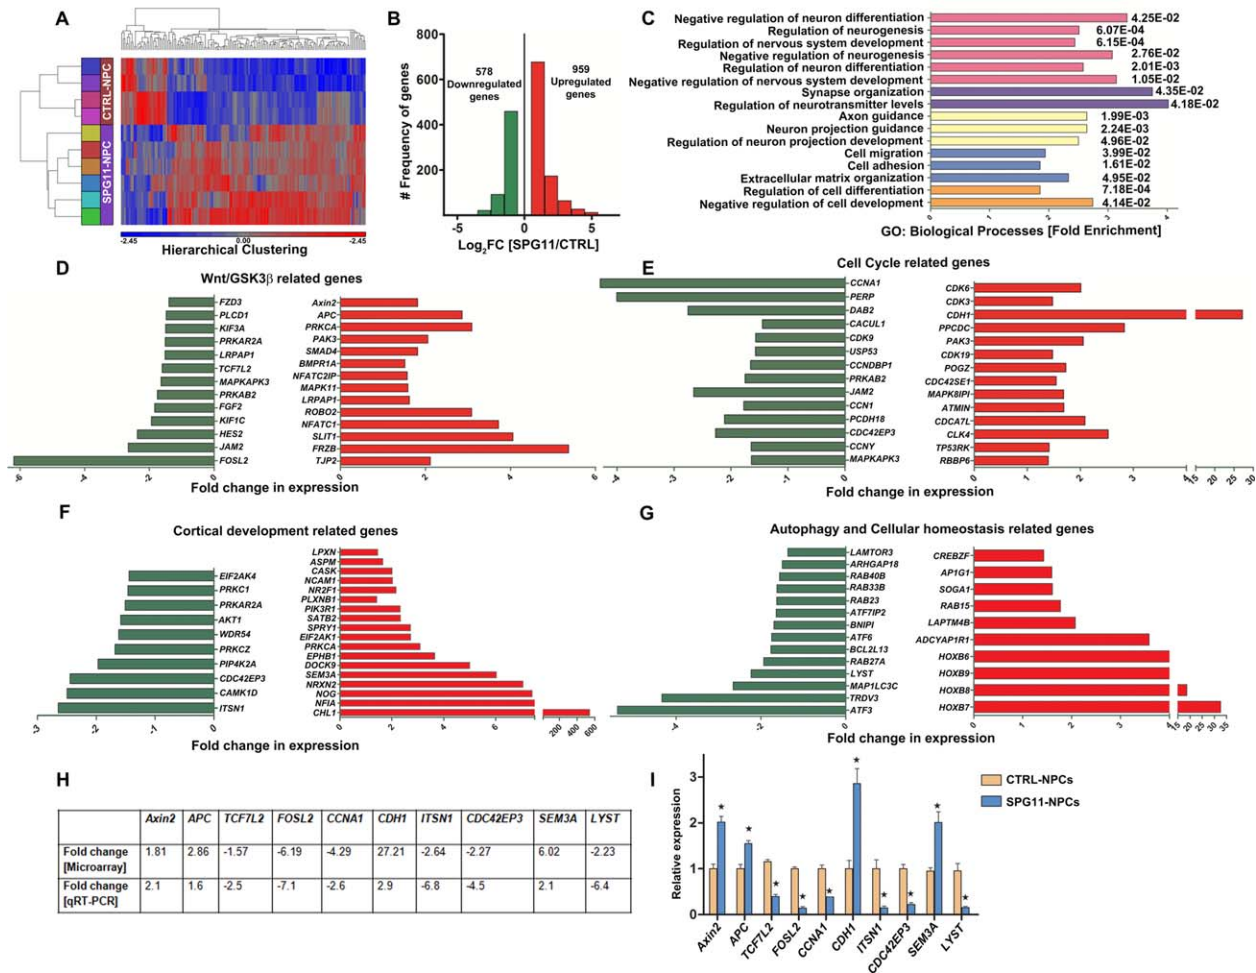 A
CTRL-NPC
SPG11-NPC
-2.45
0.00
-2.45
Hierarchical Clustering
B
800
600
400
200
# Frequency of genes
578
Downregulated
genes
959
Upregulated
genes
-5
0
5
Log2FC [SPG11/CTRL]
C
Negative regulation of neuron differentiation 4.25E-02
Regulation of neurogenesis 6.07E-04
Regulation of nervous system development 6.15E-04
Negative regulation of neurogenesis 2.76E-02
Regulation of neuron differentiation 2.01E-03
Negative regulation of nervous system development 1.05E-02
Synapse organization 4.35E-02
Regulation of neurotransmitter levels 4.18E-02
Axon guidance 1.99E-03
Neuron projection guidance 2.24E-03
Regulation of neuron projection development 4.96E-02
Cell migration 3.99E-02
Cell adhesion 1.61E-02
Extracellular matrix organization 4.95E-02
Regulation of cell differentiation 7.18E-04
Negative regulation of cell development 4.14E-02
0 1 2 3 4
GO: Biological Processes [Fold Enrichment]
D
Wnt/GSK3β related genes
FZD3
PLCD1
KIF3A
PRKAR2A
LRPAP1
TCF7L2
MAPKAPK3
PRKAB2
FGF2
KIF1C
HES2
JAM2
FOSL2
-6 -4 -2 0
Axin2
APC
PRKCA
PAK3
SMAD4
BMPR1A
NFATC2IP
MAPK11
LRPAP1
ROBO2
NFATC1
SLIT1
FRZB
TJP2
0 2 4 6
Fold change in expression
E
Cell Cycle related genes
CCNA1
PERP
DAB2
CACUL1
CDK9
USP53
CCNDBP1
PRKAB2
JAM2
CCN1
PCDH18
CDC42EP3
CCNY
MAPKAPK3
-4 -3 -2 -1 0
CDK6
CDK3
CDH1
PPCDC
PAK3
CDK19
POGZ
CDC42SE1
MAPK8IPI
ATMIN
CDCA7L
CLK4
TP53RK
RBBP6
0 1 2 3 4 15 20 25 30
Fold change in expression
F
Cortical development related genes
EIF2AK4
PRKC1
PRKAR2A
AKT1
WDR54
PRKCZ
PIP4K2A
CDC42EP3
CAMK1D
ITSN1
-3 -2 -1 0
LPXN
ASPM
CASK
NCAM1
NR2F1
PLXNB1
PIK3R1
SATB2
SPRY1
EIF2AK1
PRKCA
EPHB1
DOCK9
SEM3A
NRXN2
NOG
NFIA
CHL1
0 2 4 6 200 400 600
Fold change in expression
G
Autophagy and Cellular homeostasis related genes
LAMTOR3
ARHGAP18
RAB40B
RAB33B
RAB23
ATF7IP2
BNIPI
ATF6
BCL2L13
RAB27A
LYST
MAP1LC3C
TRDV3
ATF3
-4 -2 0
CREBZF
AP1G1
SOGA1
RAB15
LAPTM4B
ADCYAP1R1
HOXB6
HOXB9
HOXB8
HOXB7
0 1 2 3 4 15 20 25 30 35
Fold change in expression
H
Axin2 APC TCF7L2 FOSL2 CCNA1 CDH1 ITSN1 CDC42EP3 SEM3A LYST
Fold change [Microarray] 1.81 2.86 -1.57 -6.19 -4.29 27.21 -2.64 -2.27 6.02 -2.23
Fold change [qRT-PCR] 2.1 1.6 -2.5 -7.1 -2.6 2.9 -6.8 -4.5 2.1 -6.4
I
Relative expression
3
2
1
0
Axin2
APC
TCF7L2
FOSL2
CCNA1
CDH1
ITSN1
CDC42EP3
SEM3A
LYST
CTRL-NPCs
SPG11-NPCs